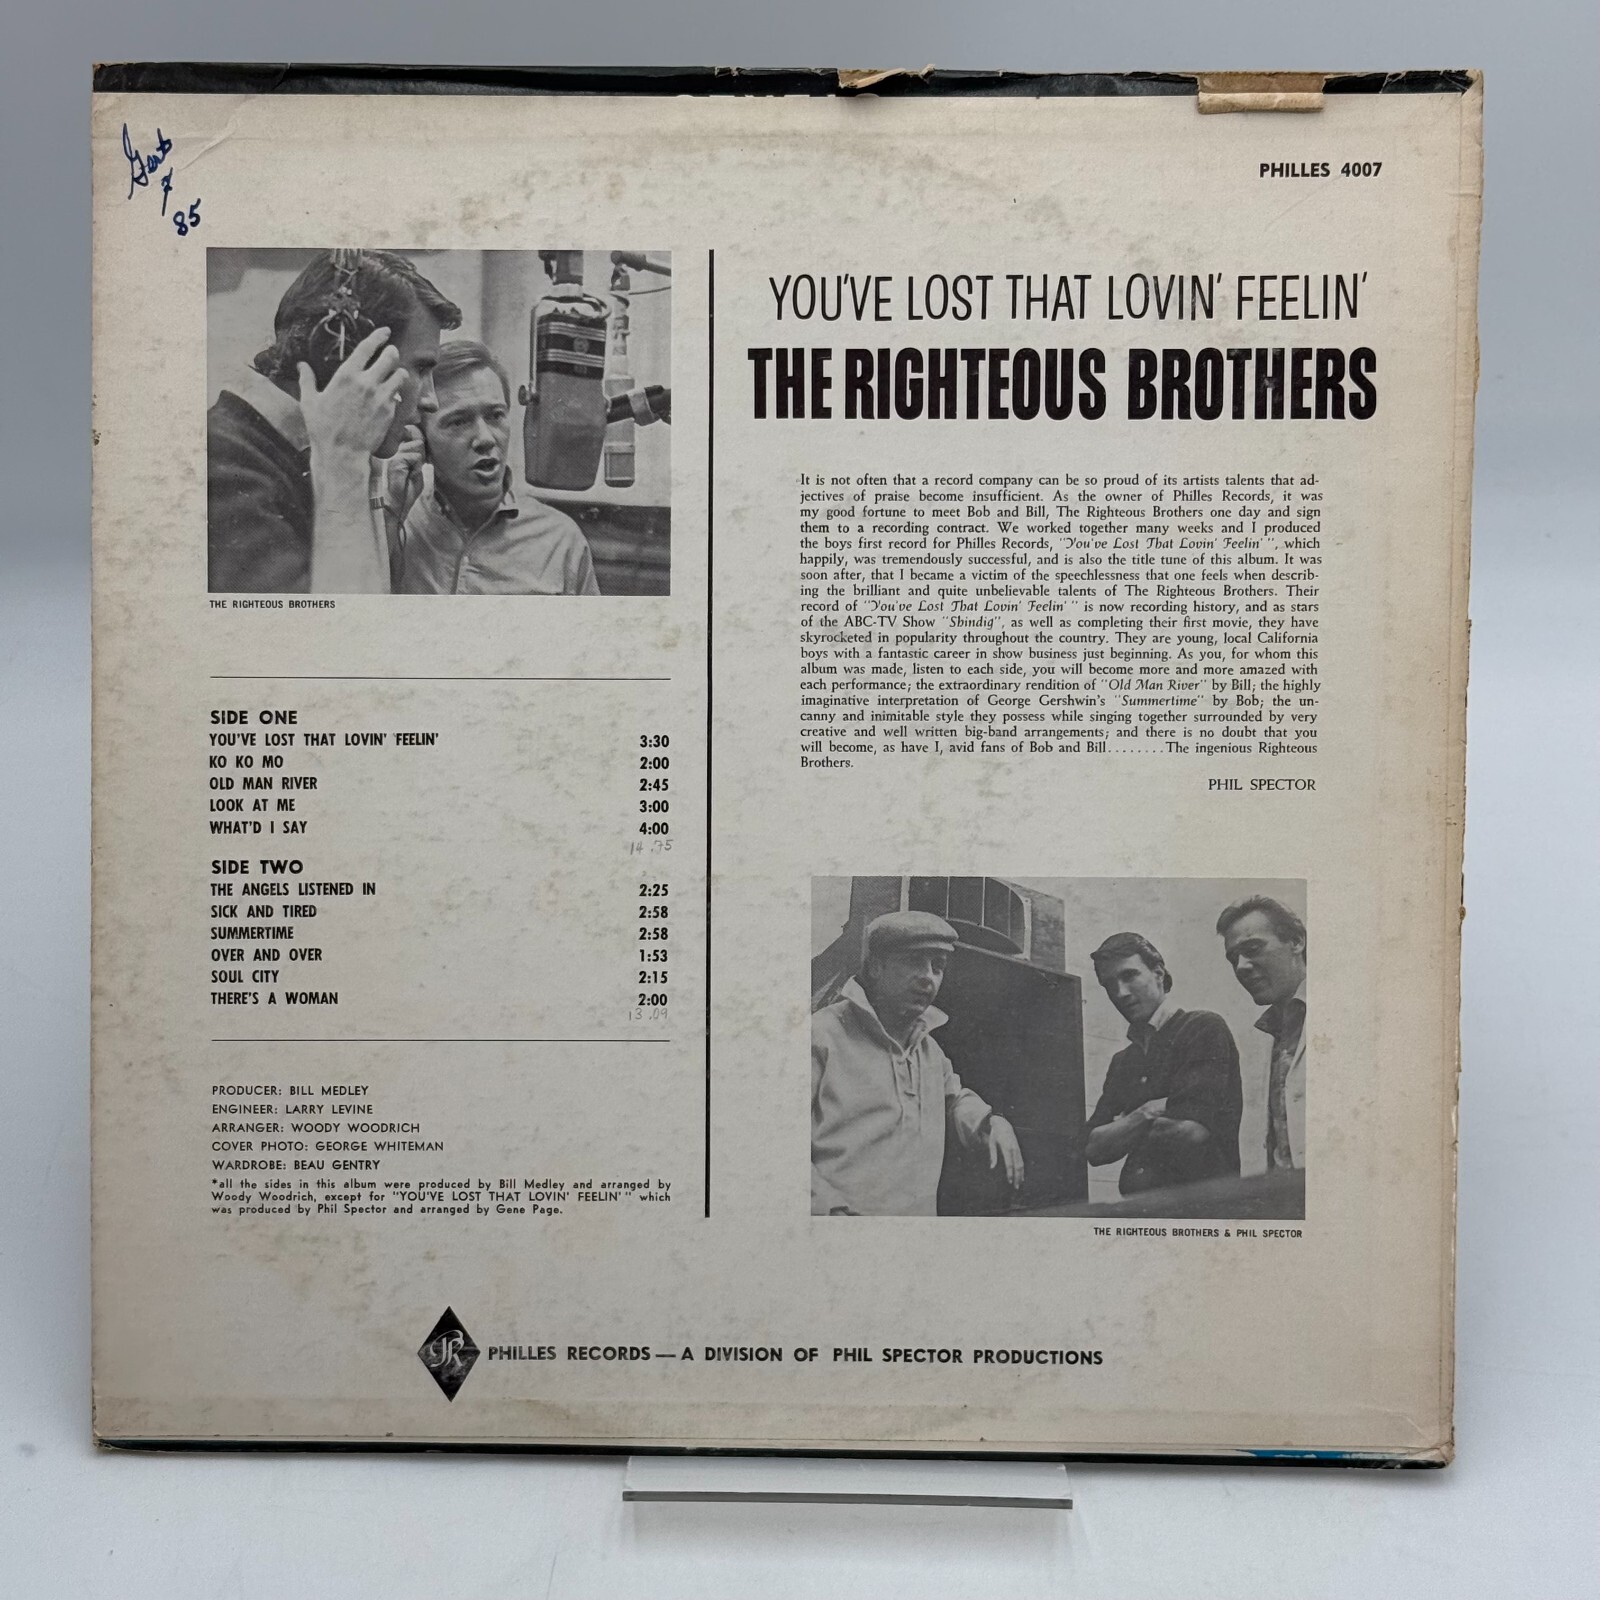 Gert
7
85
PHILLES 4007
THE RIGHTEOUS BROTHERS
SIDE ONE
YOU'VE LOST THAT LOVIN' FEELIN' 3:30
KO KO MO 2:00
OLD MAN RIVER 2:45
LOOK AT ME 3:00
WHAT'D I SAY 4:00
14.75
SIDE TWO
THE ANGELS LISTENED IN 2:25
SICK AND TIRED 2:58
SUMMERTIME 2:58
OVER AND OVER 1:53
SOUL CITY 2:15
THERE'S A WOMAN 2:00
13.09
PRODUCER: BILL MEDLEY
ENGINEER: LARRY LEVINE
ARRANGER: WOODY WOODRICH
COVER PHOTO: GEORGE WHITEMAN
WARDROBE: BEAU GENTRY
*all the sides in this album were produced by Bill Medley and arranged by
Woody Woodrich, except for "YOU'VE LOST THAT LOVIN' FEELIN' " which
was produced by Phil Spector and arranged by Gene Page.
YOU'VE LOST THAT LOVIN' FEELIN'
THE RIGHTEOUS BROTHERS
It is not often that a record company can be so proud of its artists talents that ad-
jectives of praise become insufficient. As the owner of Philles Records, it was
my good fortune to meet Bob and Bill, The Righteous Brothers one day and sign
them to a recording contract. We worked together many weeks and I produced
the boys first record for Philles Records, "You've Lost That Lovin' Feelin' ", which
happily, was tremendously successful, and is also the title tune of this album. It was
soon after, that I became a victim of the speechlessness that one feels when describ-
ing the brilliant and quite unbelievable talents of The Righteous Brothers. Their
record of "You've Lost That Lovin' Feelin' " is now recording history, and as stars
of the ABC-TV Show "Shindig", as well as completing their first movie, they have
skyrocketed in popularity throughout the country. They are young, local California
boys with a fantastic career in show business just beginning. As you, for whom this
album was made, listen to each side, you will become more and more amazed with
each performance; the extraordinary rendition of "Old Man River" by Bill; the highly
imaginative interpretation of George Gershwin's "Summertime" by Bob; the un-
canny and inimitable style they possess while singing together surrounded by very
creative and well written big-band arrangements; and there is no doubt that you
will become, as have I, avid fans of Bob and Bill........The ingenious Righteous
Brothers.
PHIL SPECTOR
THE RIGHTEOUS BROTHERS & PHIL SPECTOR
PR
PHILLES RECORDS — A DIVISION OF PHIL SPECTOR PRODUCTIONS